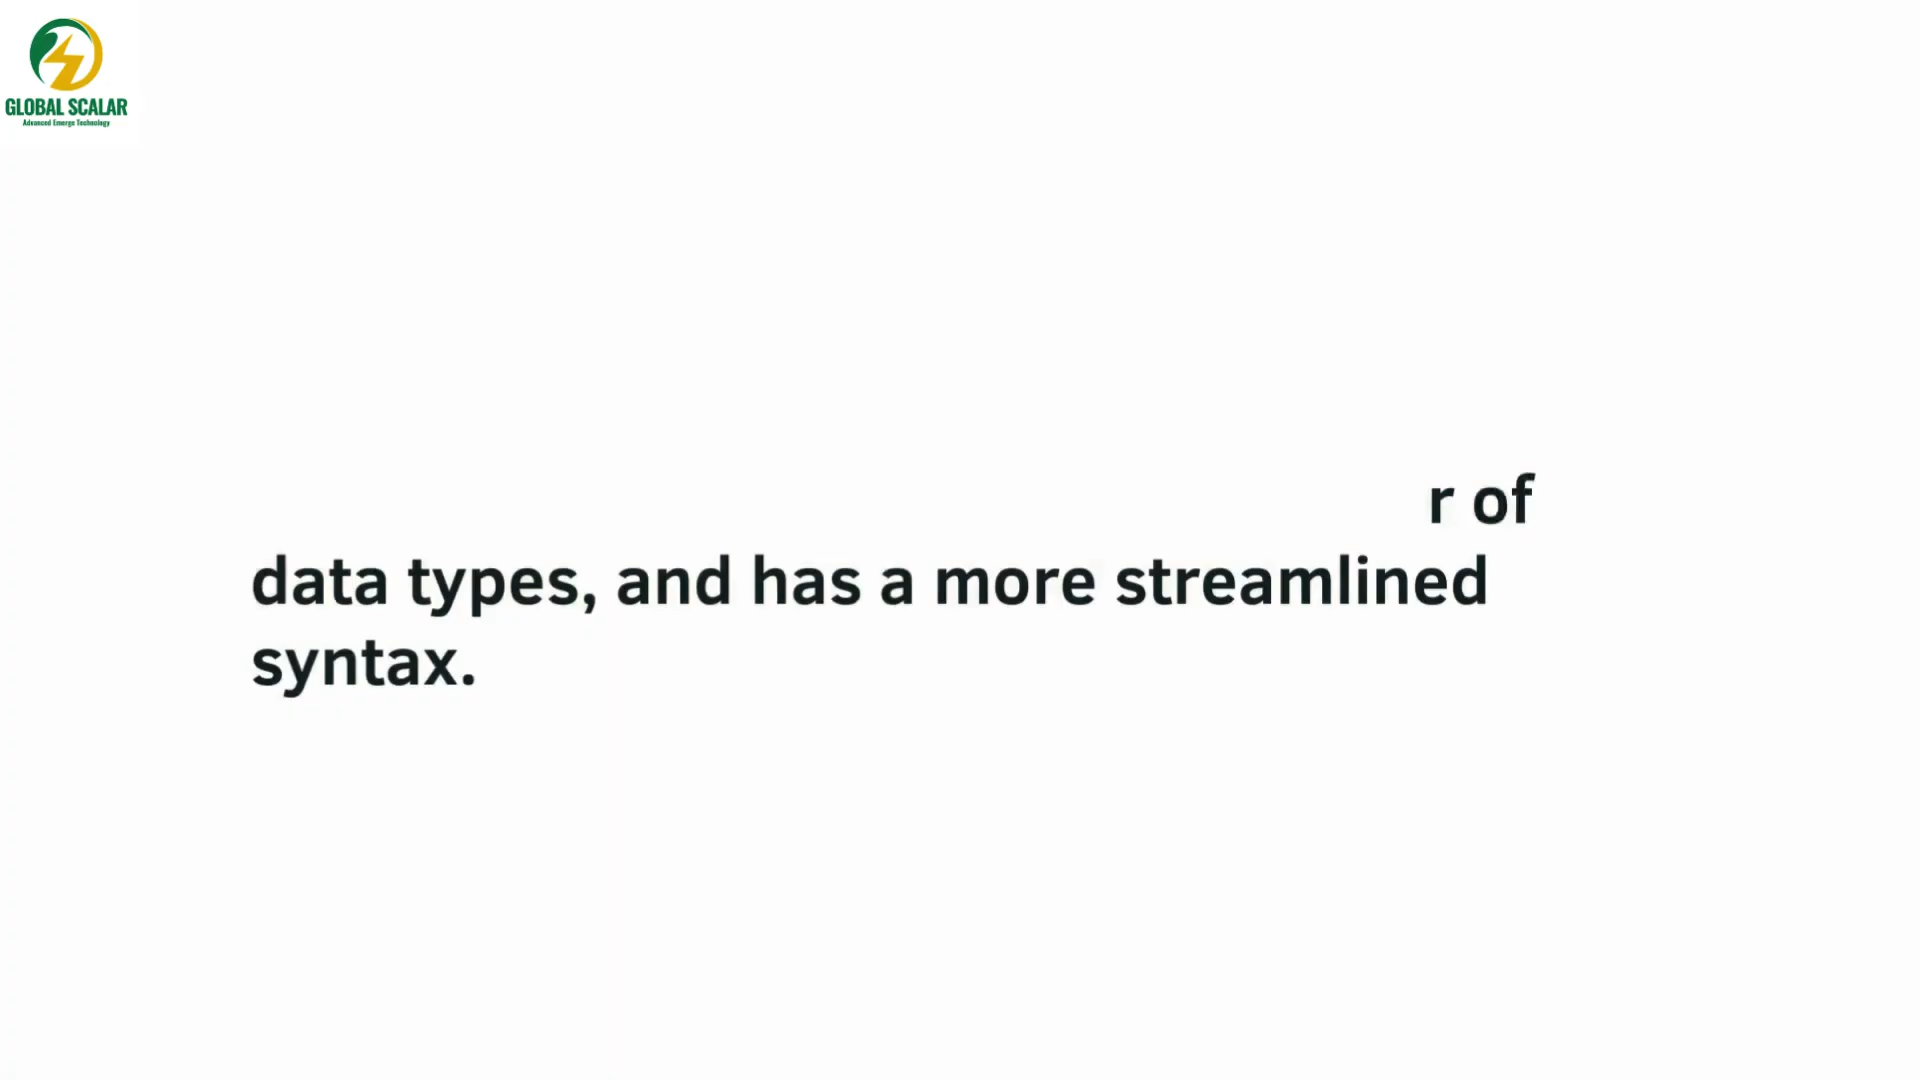 GLOBAL SCALAR
Advanced Emerge Technology
r of
data types, and has a more streamlined
syntax.